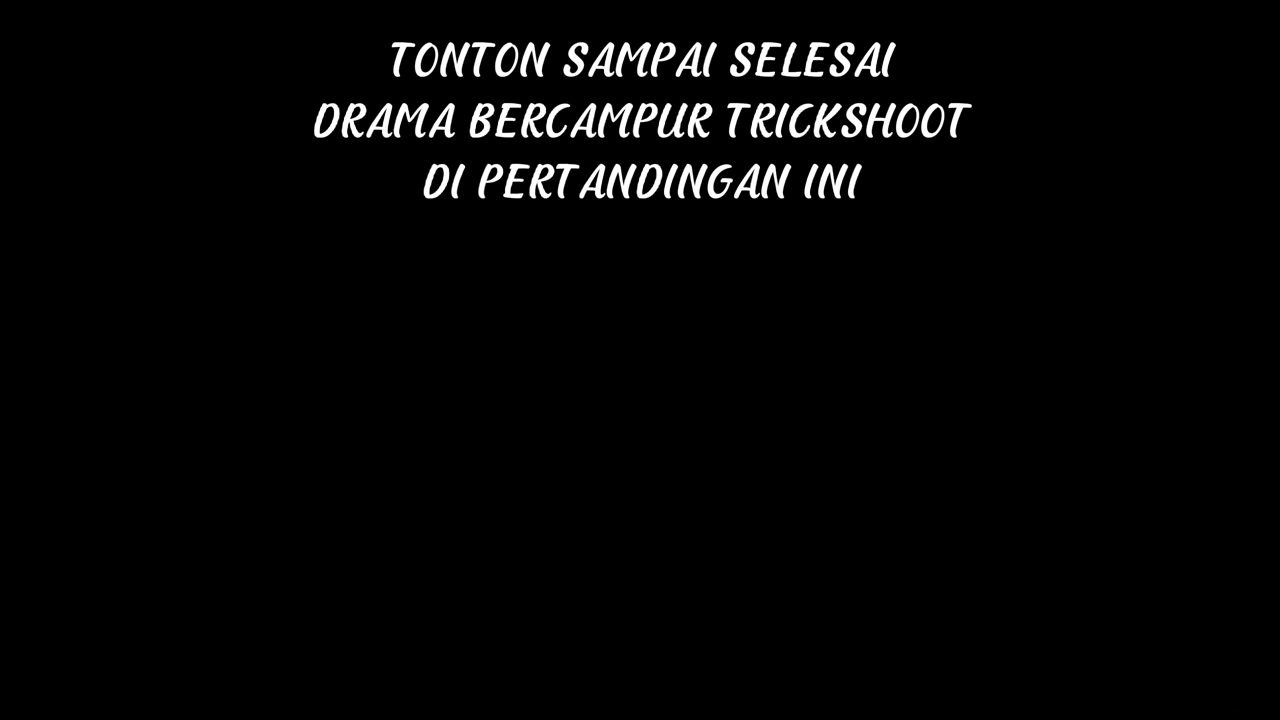 TONTON SAMPAI SELESAI
DRAMA BERCAMPUR TRICKSHOOT
DI PERTANDINGAN INI